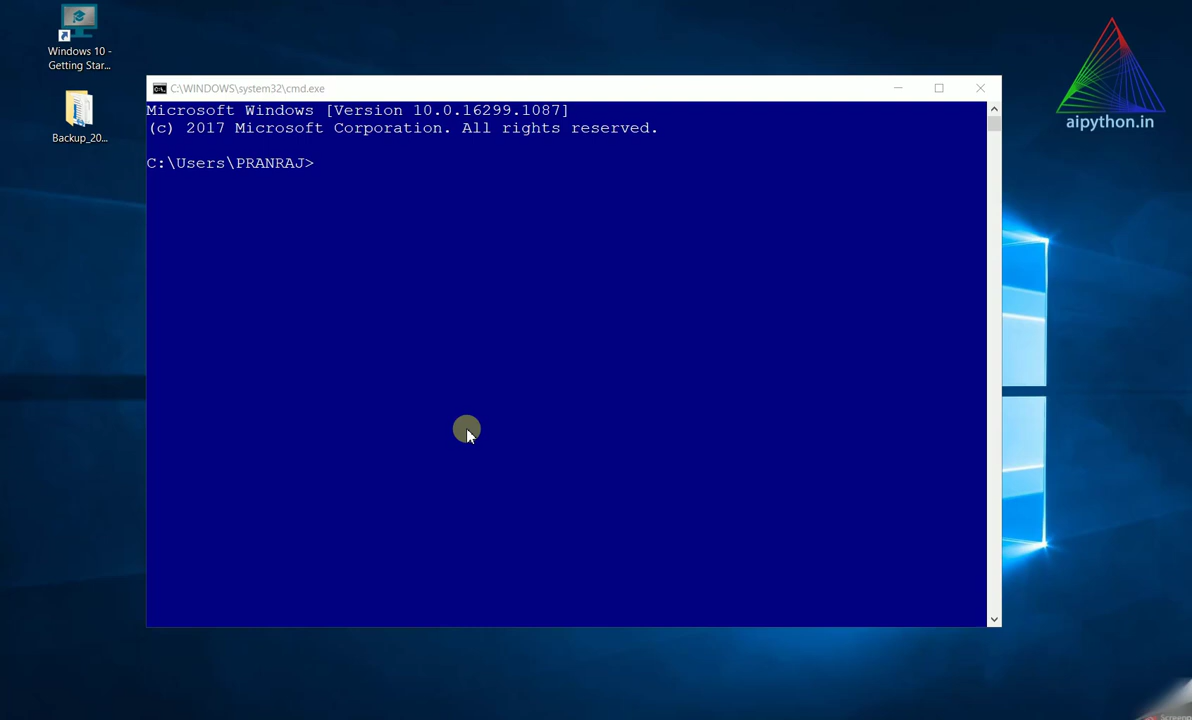 Windows 10 -
Getting Star...
Backup_20...
C:\WINDOWS\system32\cmd.exe
Microsoft Windows [Version 10.0.16299.1087]
(c) 2017 Microsoft Corporation. All rights reserved.
C:\Users\PRANRAJ>
aipython.in